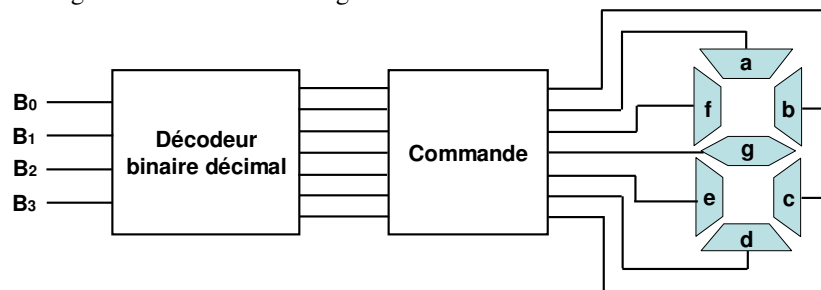 B0
B1
B2
B3
Décodeur
binaire décimal
Commande
a
f
b
g
e
c
d